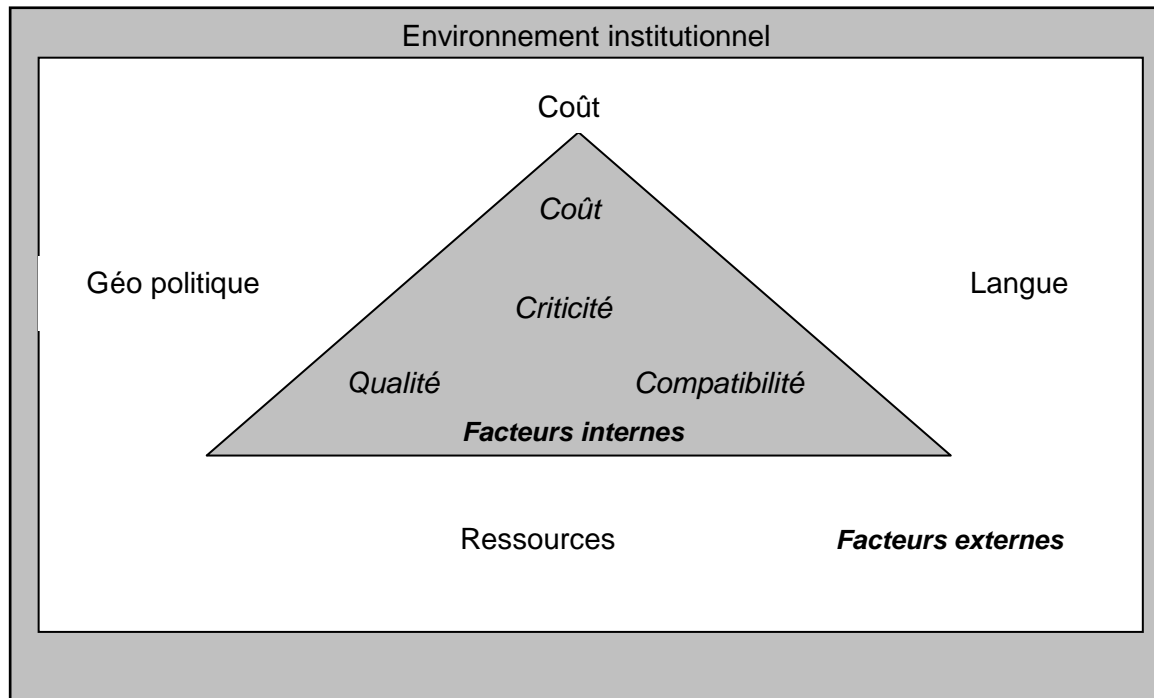 Environnement institutionnel
Coût
Coût
Géo politique
Langue
Criticité
Qualité
Compatibilité
Facteurs internes
Ressources
Facteurs externes